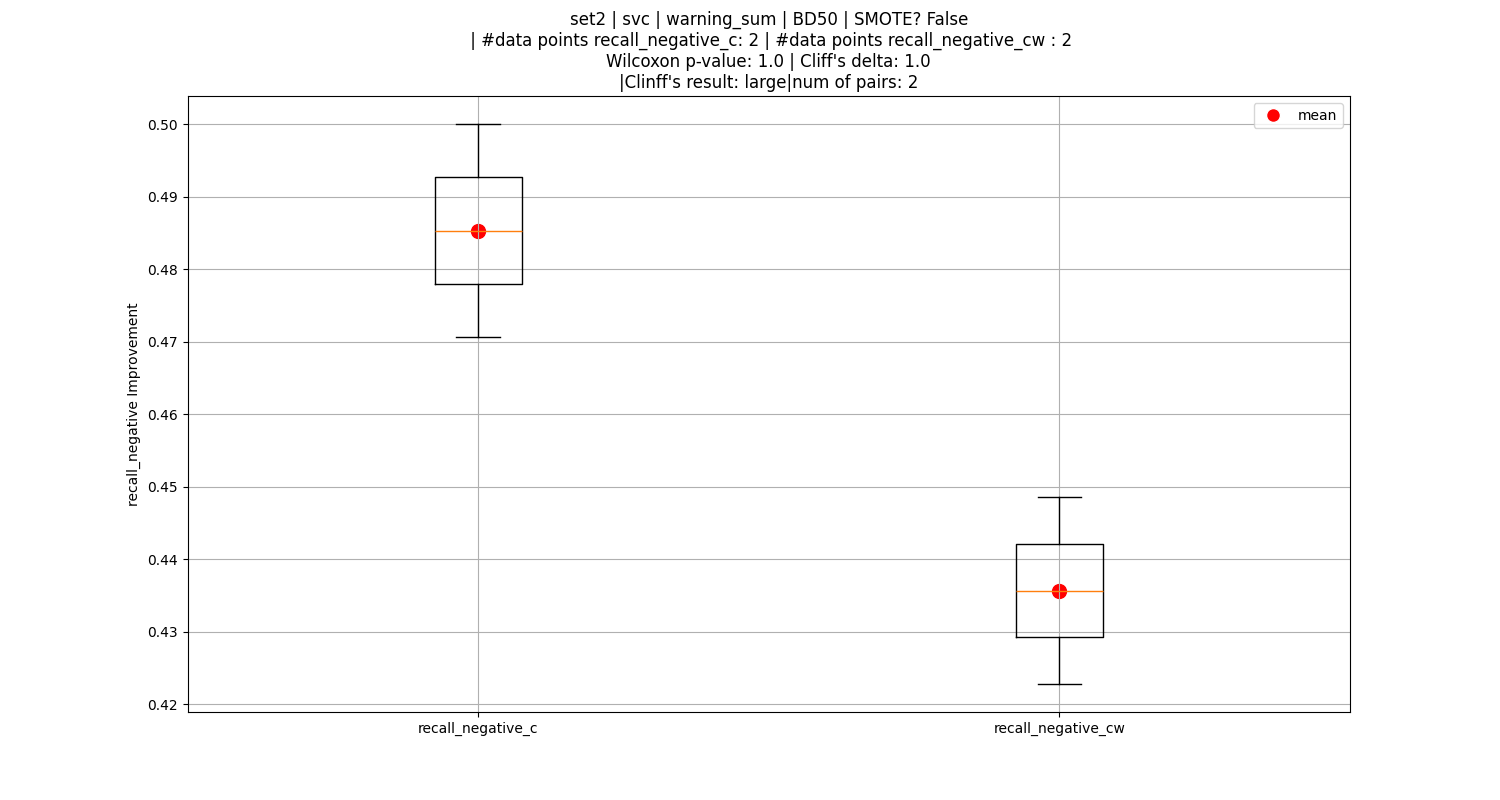 set2 | svc | warning_sum | BD50 | SMOTE? False
| #data points recall_negative_c: 2 | #data points recall_negative_cw : 2
Wilcoxon p-value: 1.0 | Cliff's delta: 1.0
|Clinff's result: large|num of pairs: 2
mean
0.50
0.49
0.48
0.47
0.46
0.45
0.44
0.43
0.42
recall_negative Improvement
recall_negative_c
recall_negative_cw